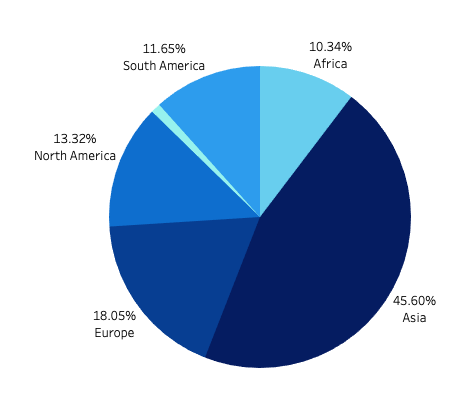 11.65%
South America
10.34%
Africa
13.32%
North America
45.60%
Asia
18.05%
Europe